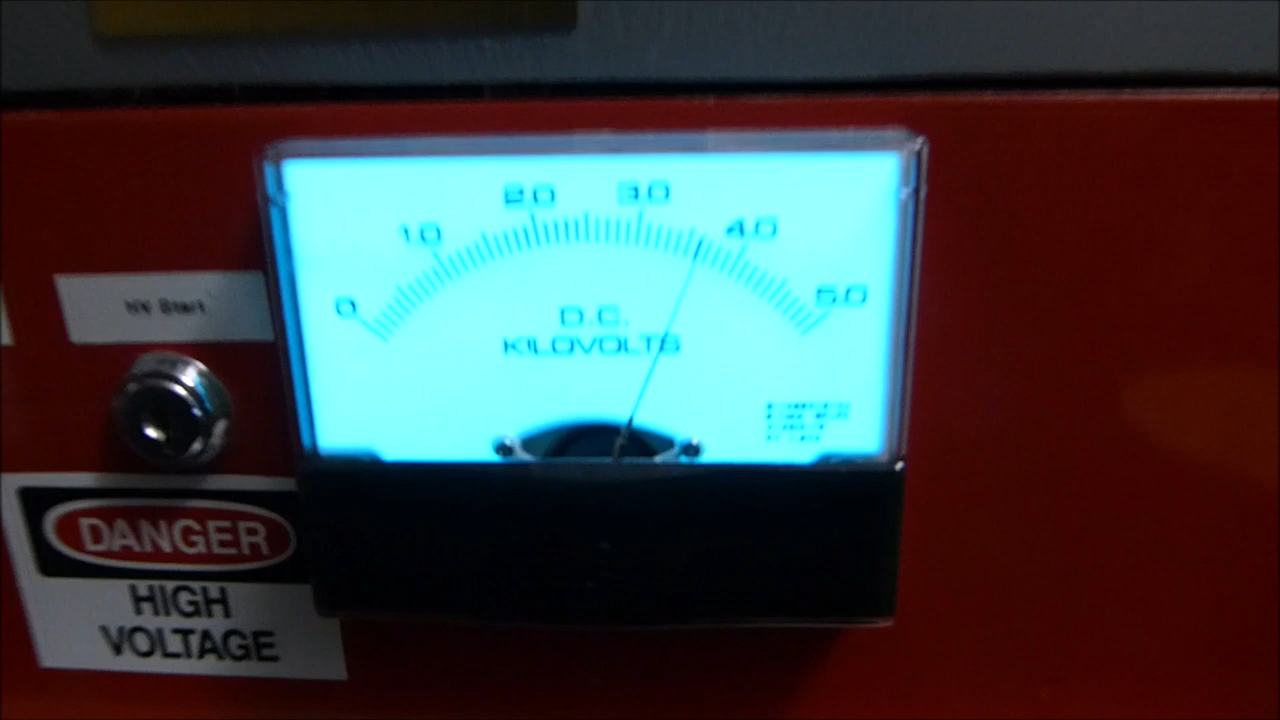 0
1.0
2.0
3.0
4.0
5.0
D.C.
KILOVOLTS
HV Start
DANGER
HIGH
VOLTAGE